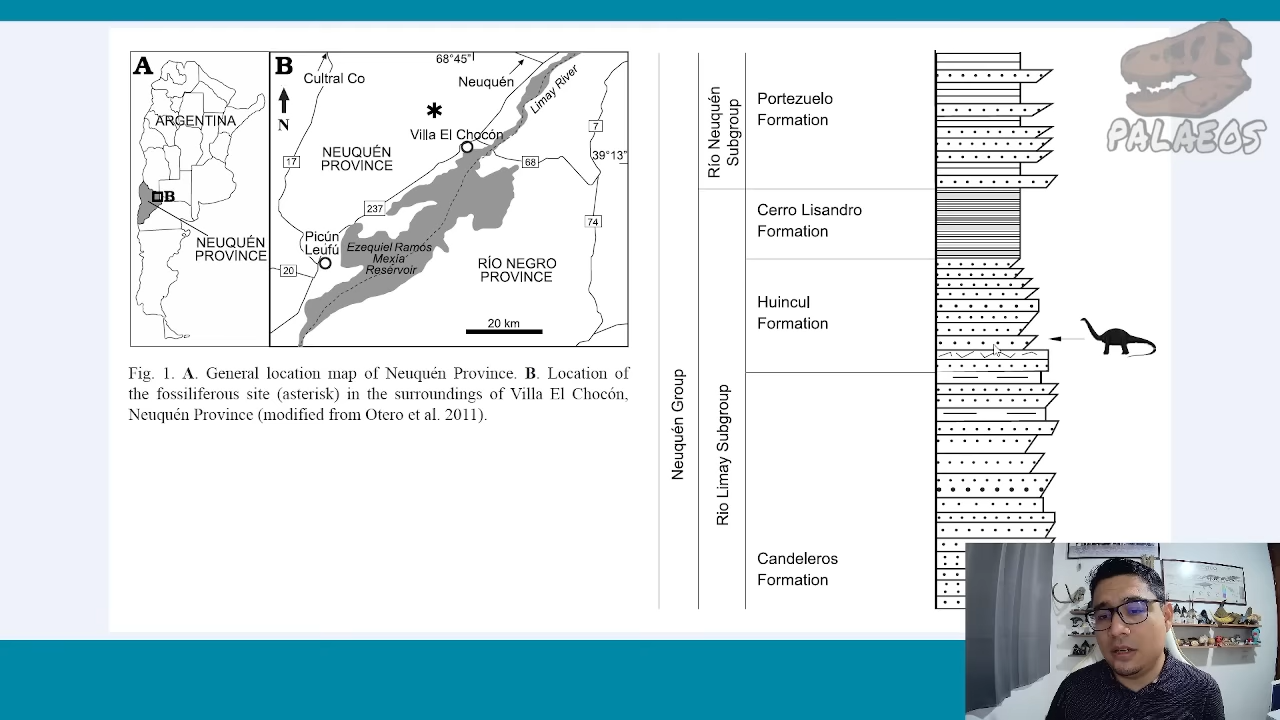 A
ARGENTINA
B
NEUQUÉN
PROVINCE
B
N
Cultral Co
68°45'
Neuquén
Limay River
Villa El Chocón
NEUQUÉN
PROVINCE
17
7
39°13'
68
237
74
Picún
Leufú
20
Ezequiel Ramós
Mexía
Reservoir
RÍO NEGRO
PROVINCE
20 km
Fig. 1. A. General location map of Neuquén Province. B. Location of
the fossiliferous site (asterisk) in the surroundings of Villa El Chocón,
Neuquén Province (modified from Otero et al. 2011).
Neuquén Group
Río Neuquén
Subgroup
Rio Limay Subgroup
Portezuelo
Formation
Cerro Lisandro
Formation
Huincul
Formation
Candeleros
Formation
PALAEOS